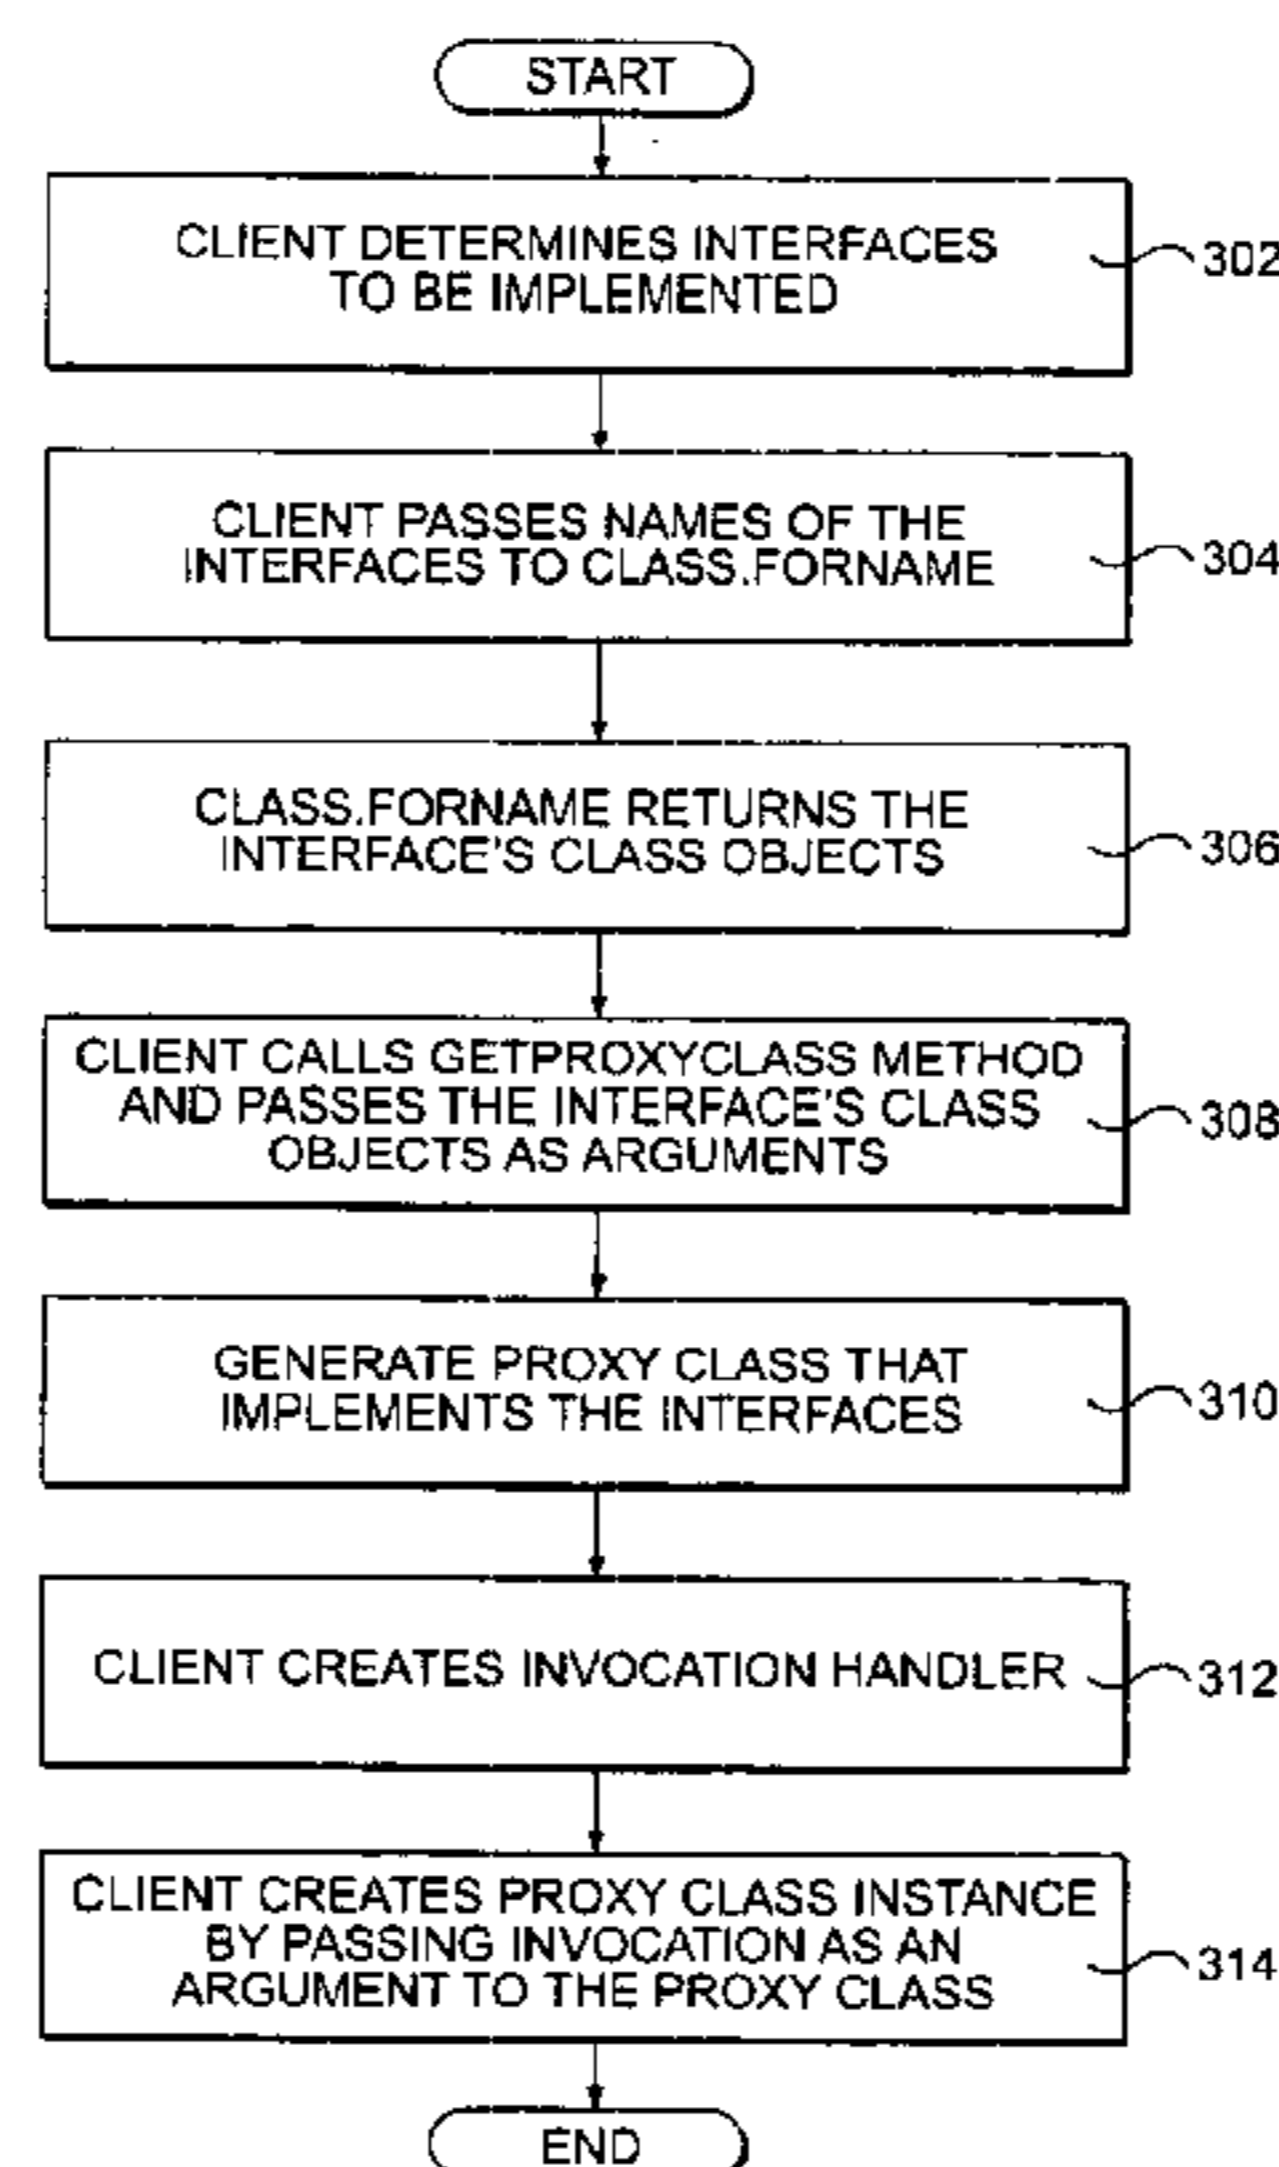 START
CLIENT DETERMINES INTERFACES
TO BE IMPLEMENTED
302
CLIENT PASSES NAMES OF THE
INTERFACES TO CLASS.FORNAME
304
CLASS.FORNAME RETURNS THE
INTERFACE'S CLASS OBJECTS
306
CLIENT CALLS GETPROXYCLASS METHOD
AND PASSES THE INTERFACE'S CLASS
OBJECTS AS ARGUMENTS
308
GENERATE PROXY CLASS THAT
IMPLEMENTS THE INTERFACES
310
CLIENT CREATES INVOCATION HANDLER
312
CLIENT CREATES PROXY CLASS INSTANCE
BY PASSING INVOCATION AS AN
ARGUMENT TO THE PROXY CLASS
314
END